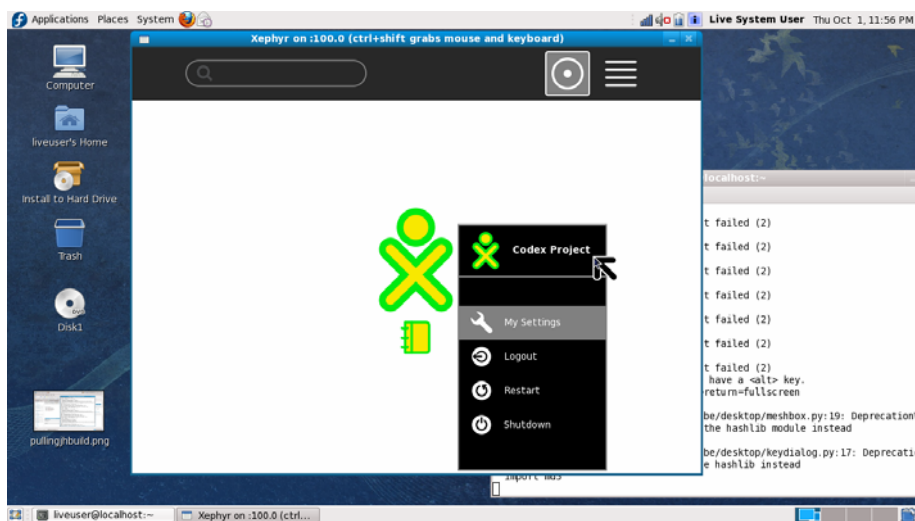 Applications Places System
Live System User Thu Oct 1, 11:56 PM
Xephyr on :100.0 (ctrl+shift grabs mouse and keyboard)
Computer
liveuser's Home
Install to Hard Drive
Trash
Disk1
pullingjhbuild.png
Codex Project
My Settings
Logout
Restart
Shutdown
localhost:~
t failed (2)
t failed (2)
t failed (2)
t failed (2)
t failed (2)
t failed (2)
t failed (2)
have a <alt> key.
return=fullscreen
be/desktop/meshbox.py:19: Deprecation
the hashlib module instead
be/desktop/keydialog.py:17: Deprecati
e hashlib instead
import md5
liveuser@localhost:~
Xephyr on :100.0 (ctrl...